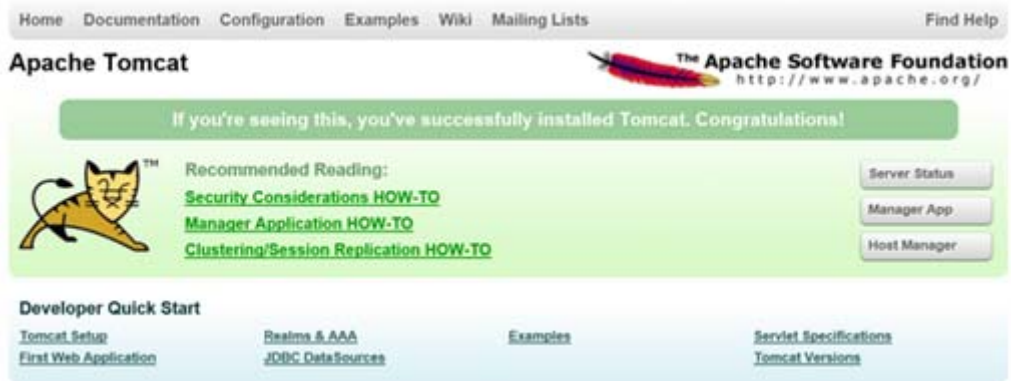 Home Documentation Configuration Examples Wiki Mailing Lists Find Help
Apache Tomcat
The Apache Software Foundation
http://www.apache.org/
If you're seeing this, you've successfully installed Tomcat. Congratulations!
TM
Recommended Reading:
Security Considerations HOW-TO
Manager Application HOW-TO
Clustering/Session Replication HOW-TO
Server Status
Manager App
Host Manager
Developer Quick Start
Tomcat Setup
First Web Application
Realms & AAA
JDBC DataSources
Examples
Servlet Specifications
Tomcat Versions